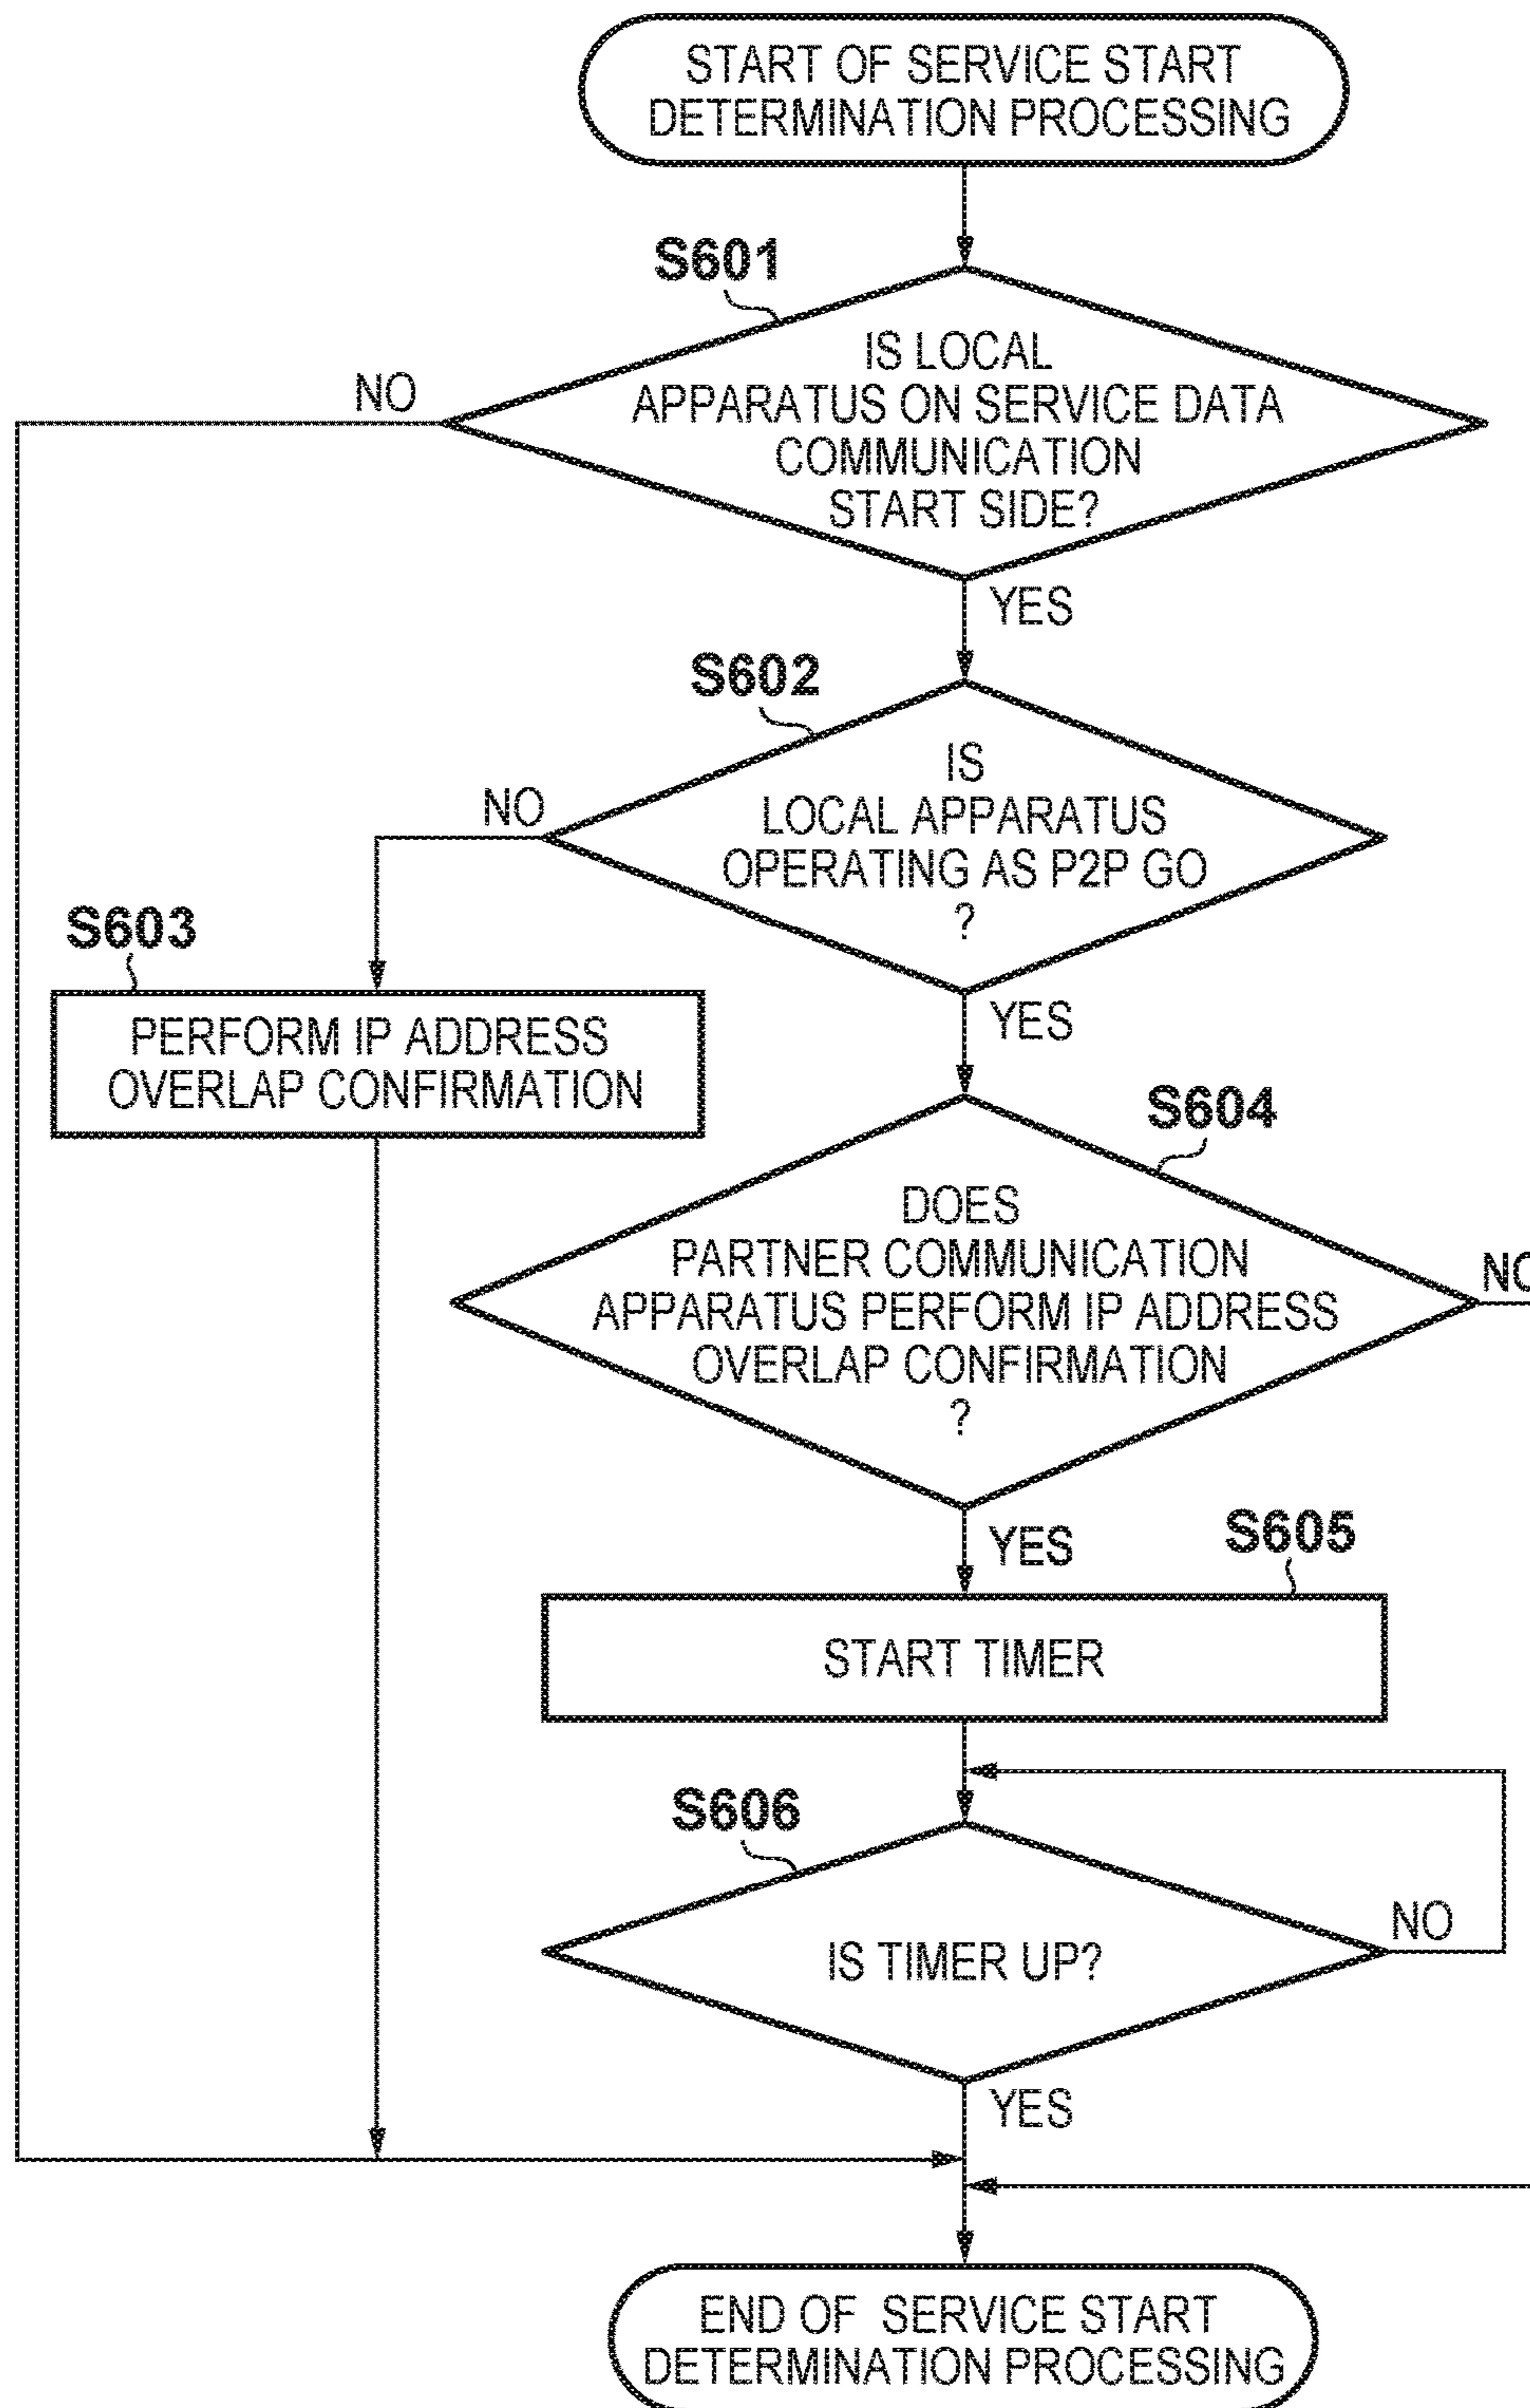 START OF SERVICE START
DETERMINATION PROCESSING
S601
IS LOCAL
APPARATUS ON SERVICE DATA
COMMUNICATION
START SIDE?
NO
YES
S602
IS
LOCAL APPARATUS
OPERATING AS P2P GO
?
NO
YES
S603
PERFORM IP ADDRESS
OVERLAP CONFIRMATION
S604
DOES
PARTNER COMMUNICATION
APPARATUS PERFORM IP ADDRESS
OVERLAP CONFIRMATION
?
NO
YES
S605
START TIMER
S606
IS TIMER UP?
NO
YES
END OF SERVICE START
DETERMINATION PROCESSING